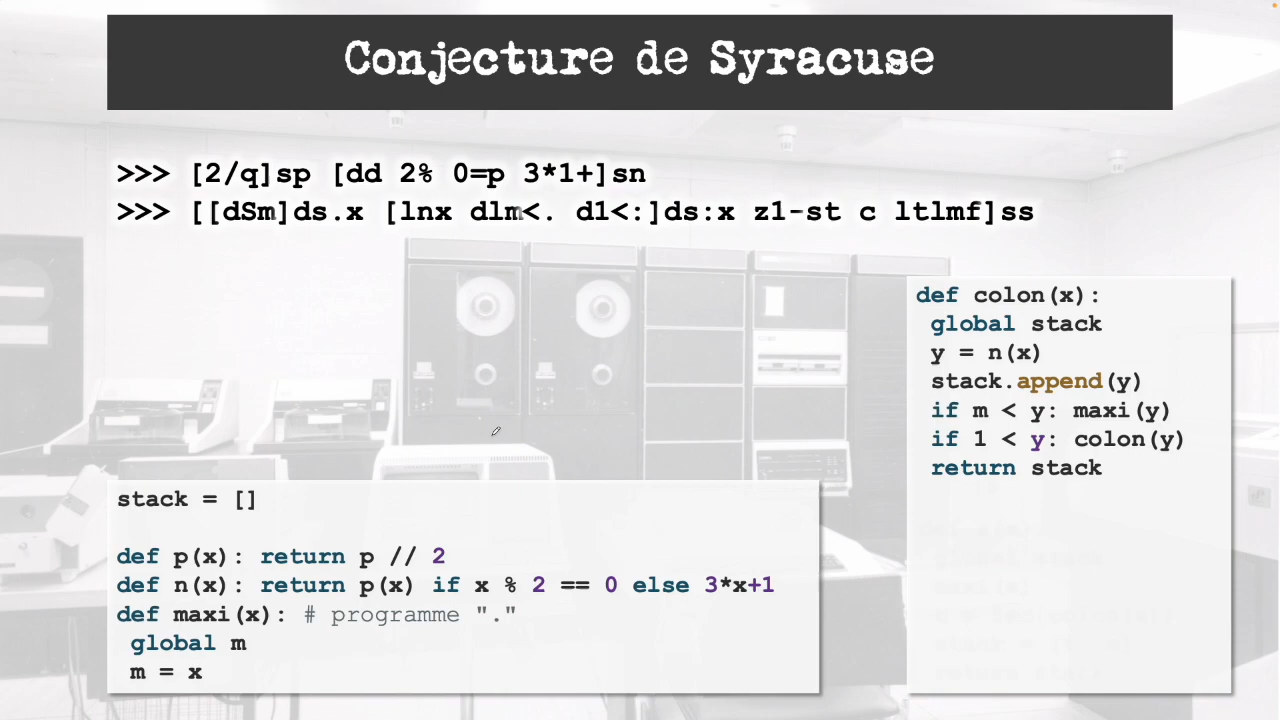 Conjecture de Syracuse
>>> [2/q]sp [dd 2% 0=p 3*1+]sn
>>> [[dSm]ds.x [lnx dlm<. d1<:]ds:x z1-st c ltlmf]ss
def colon(x):
global stack
y = n(x)
stack.append(y)
if m < y: maxi(y)
if 1 < y: colon(y)
return stack
stack = []
def p(x): return p // 2
def n(x): return p(x) if x % 2 == 0 else 3*x+1
def maxi(x): # programme "."
global m
m = x